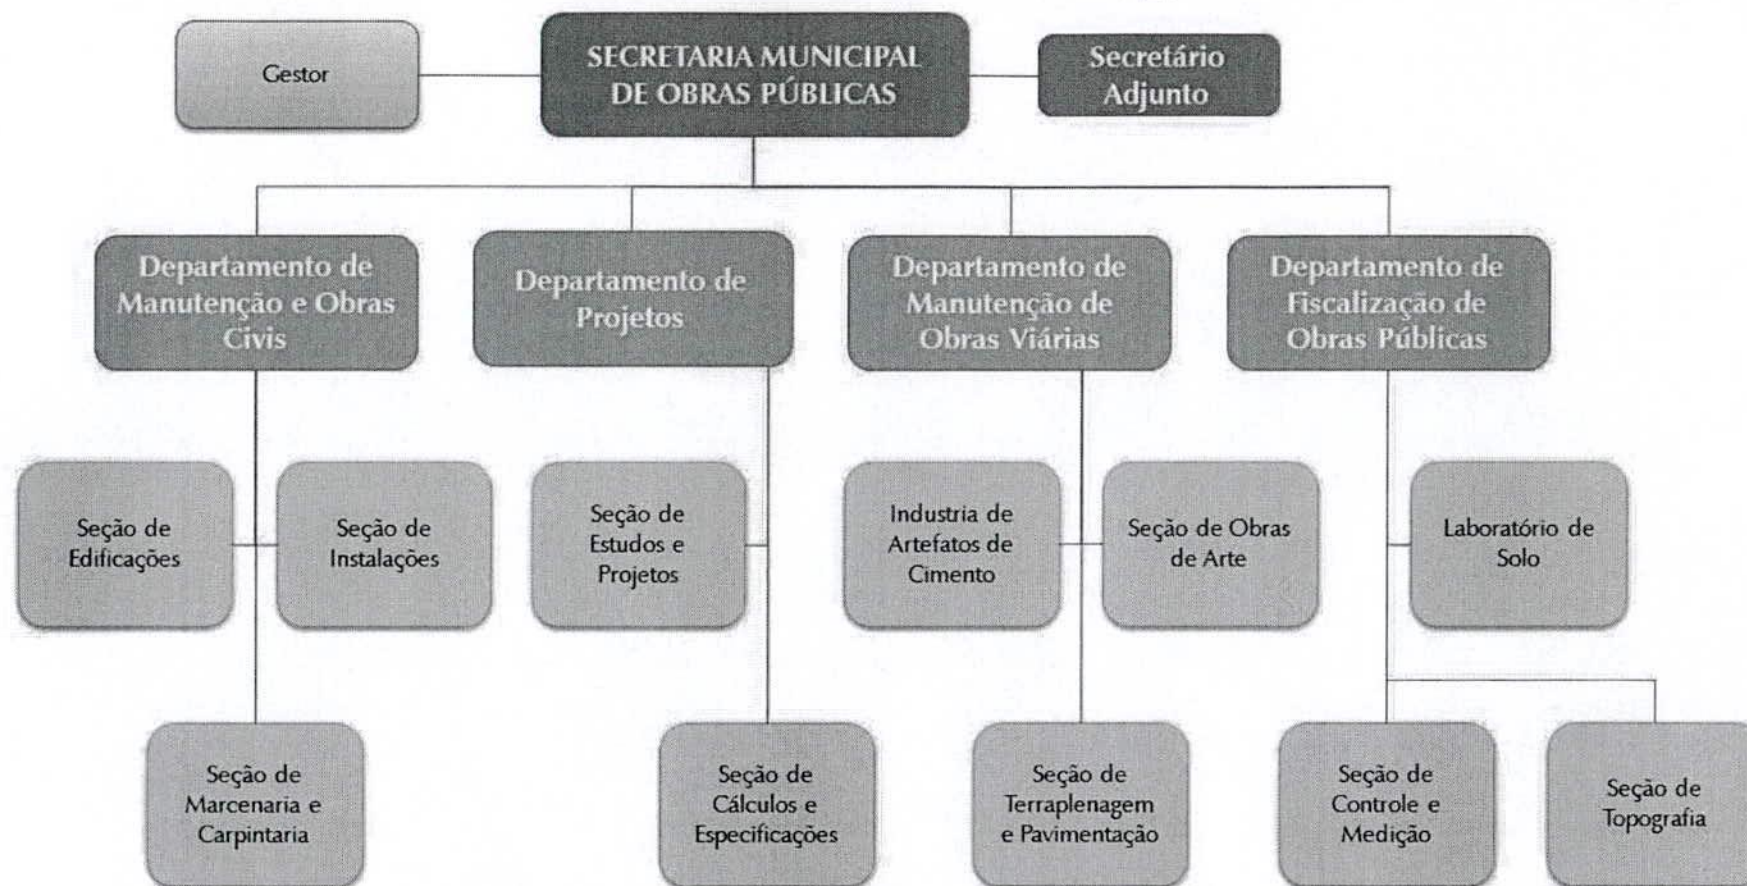 Gestor
SECRETARIA MUNICIPAL
DE OBRAS PÚBLICAS
Secretário
Adjunto
Departamento de
Manutenção e Obras
Civis
Departamento de
Projetos
Departamento de
Manutenção de
Obras Viárias
Departamento de
Fiscalização de
Obras Públicas
Seção de
Edificações
Seção de
Instalações
Seção de
Estudos e
Projetos
Industria de
Artefatos de
Cimento
Seção de Obras
de Arte
Laboratório de
Solo
Seção de
Marcenaria e
Carpintaria
Seção de
Cálculos e
Especificações
Seção de
Terraplenagem
e Pavimentação
Seção de
Controle e
Medição
Seção de
Topografia